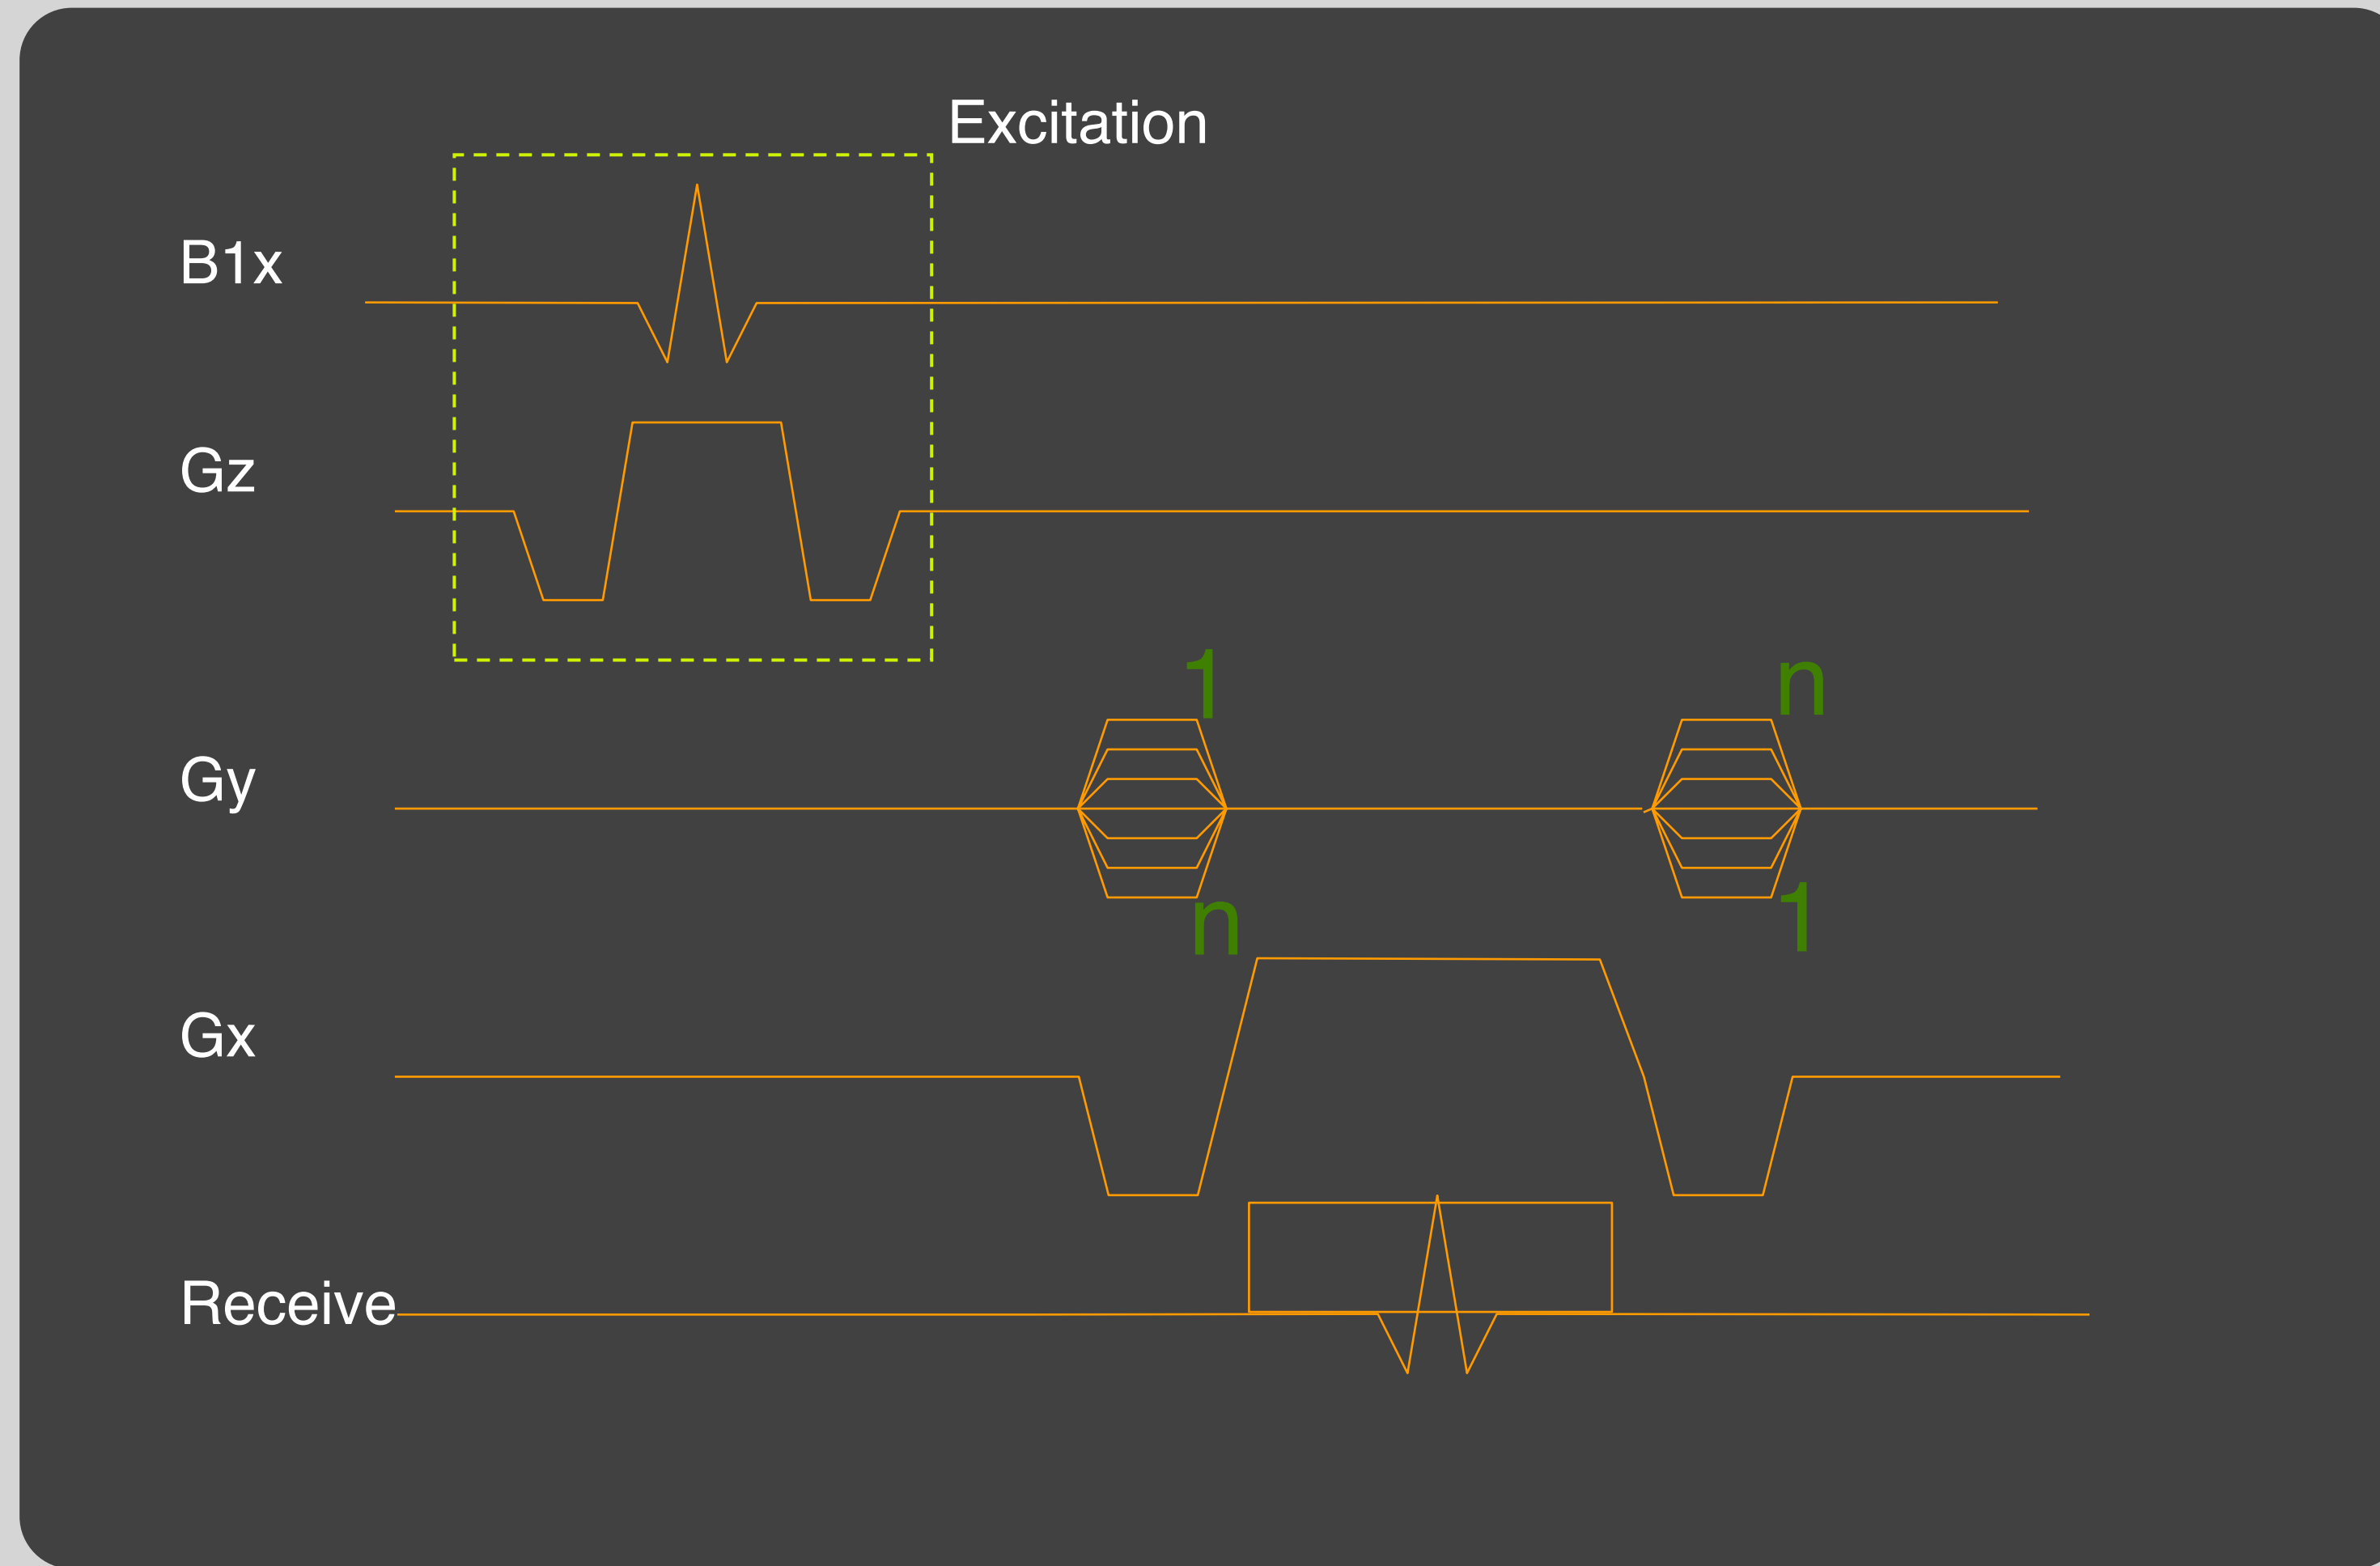 Excitation
B1x
Gz
1
n
Gy
n
1
Gx
Receive